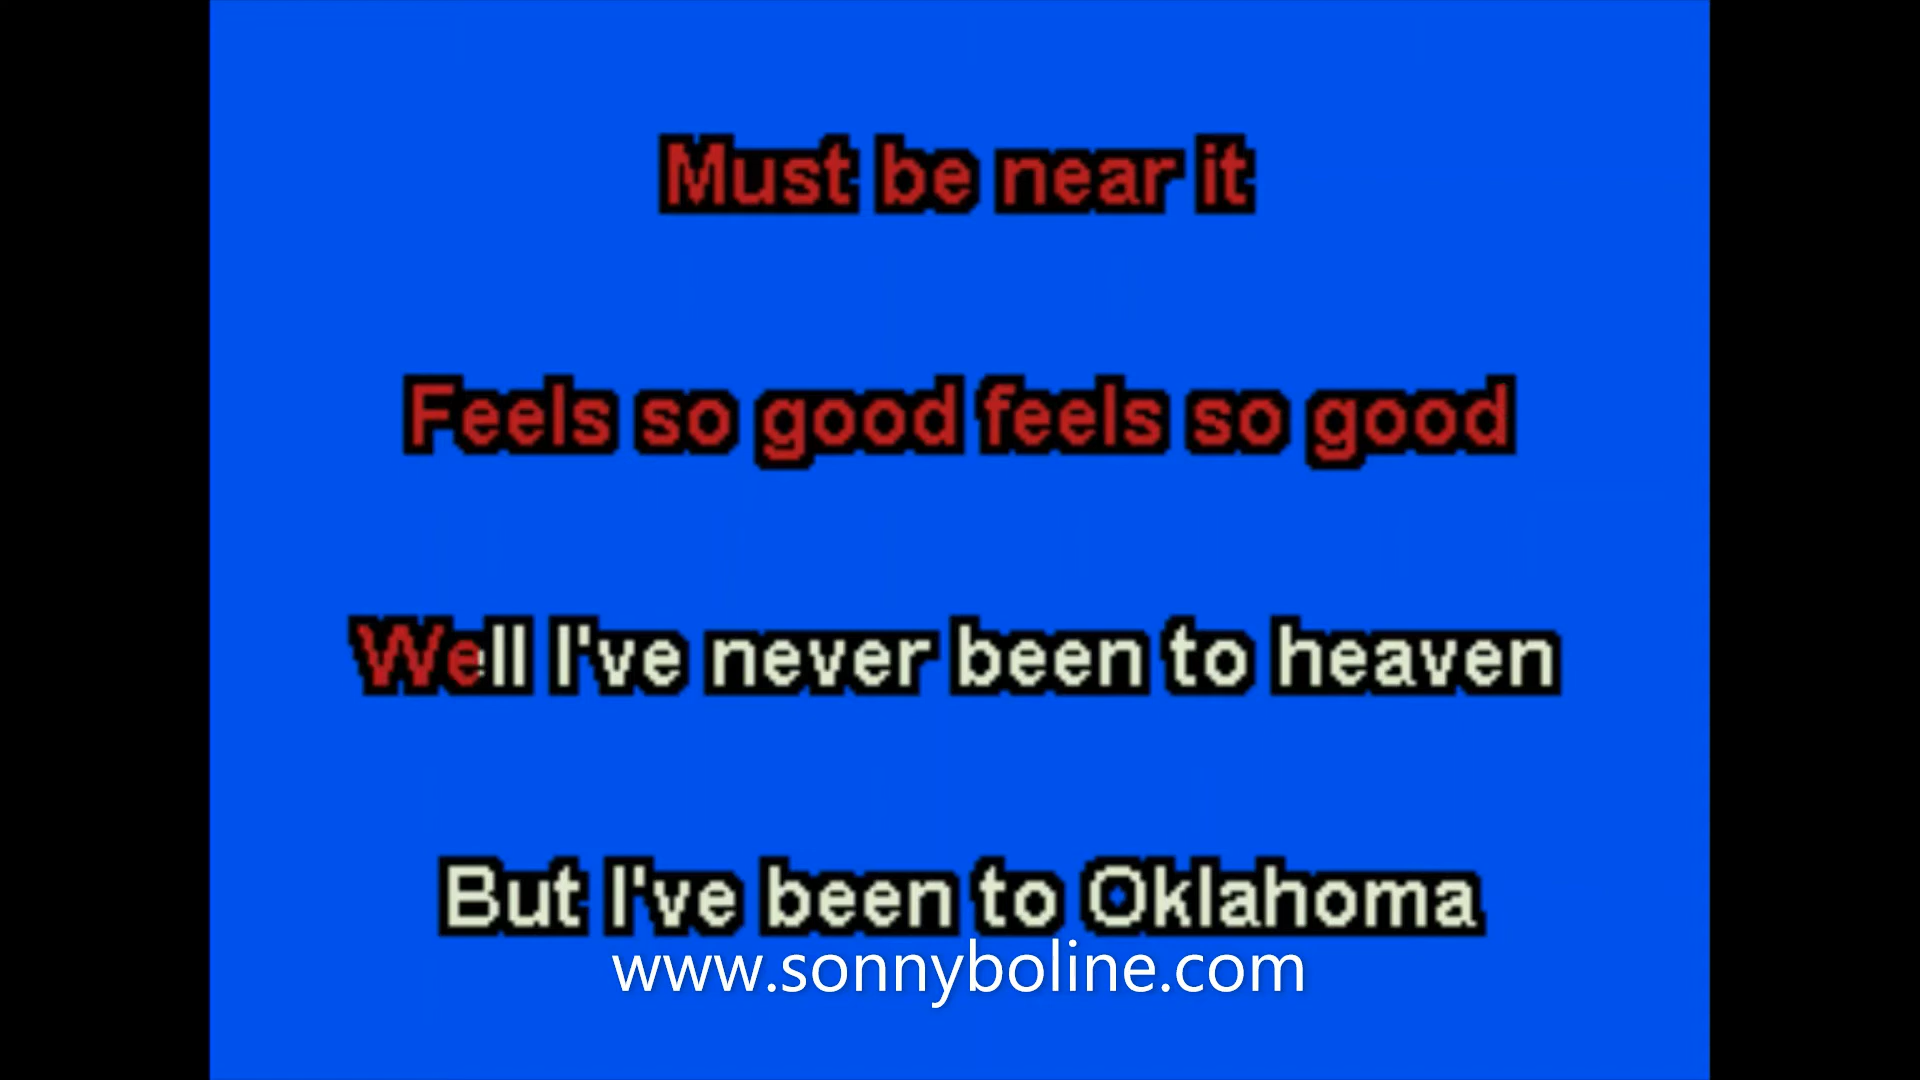 Must be near it
Feels so good feels so good
Well I've never been to heaven
But I've been to Oklahoma
www.sonnyboline.com